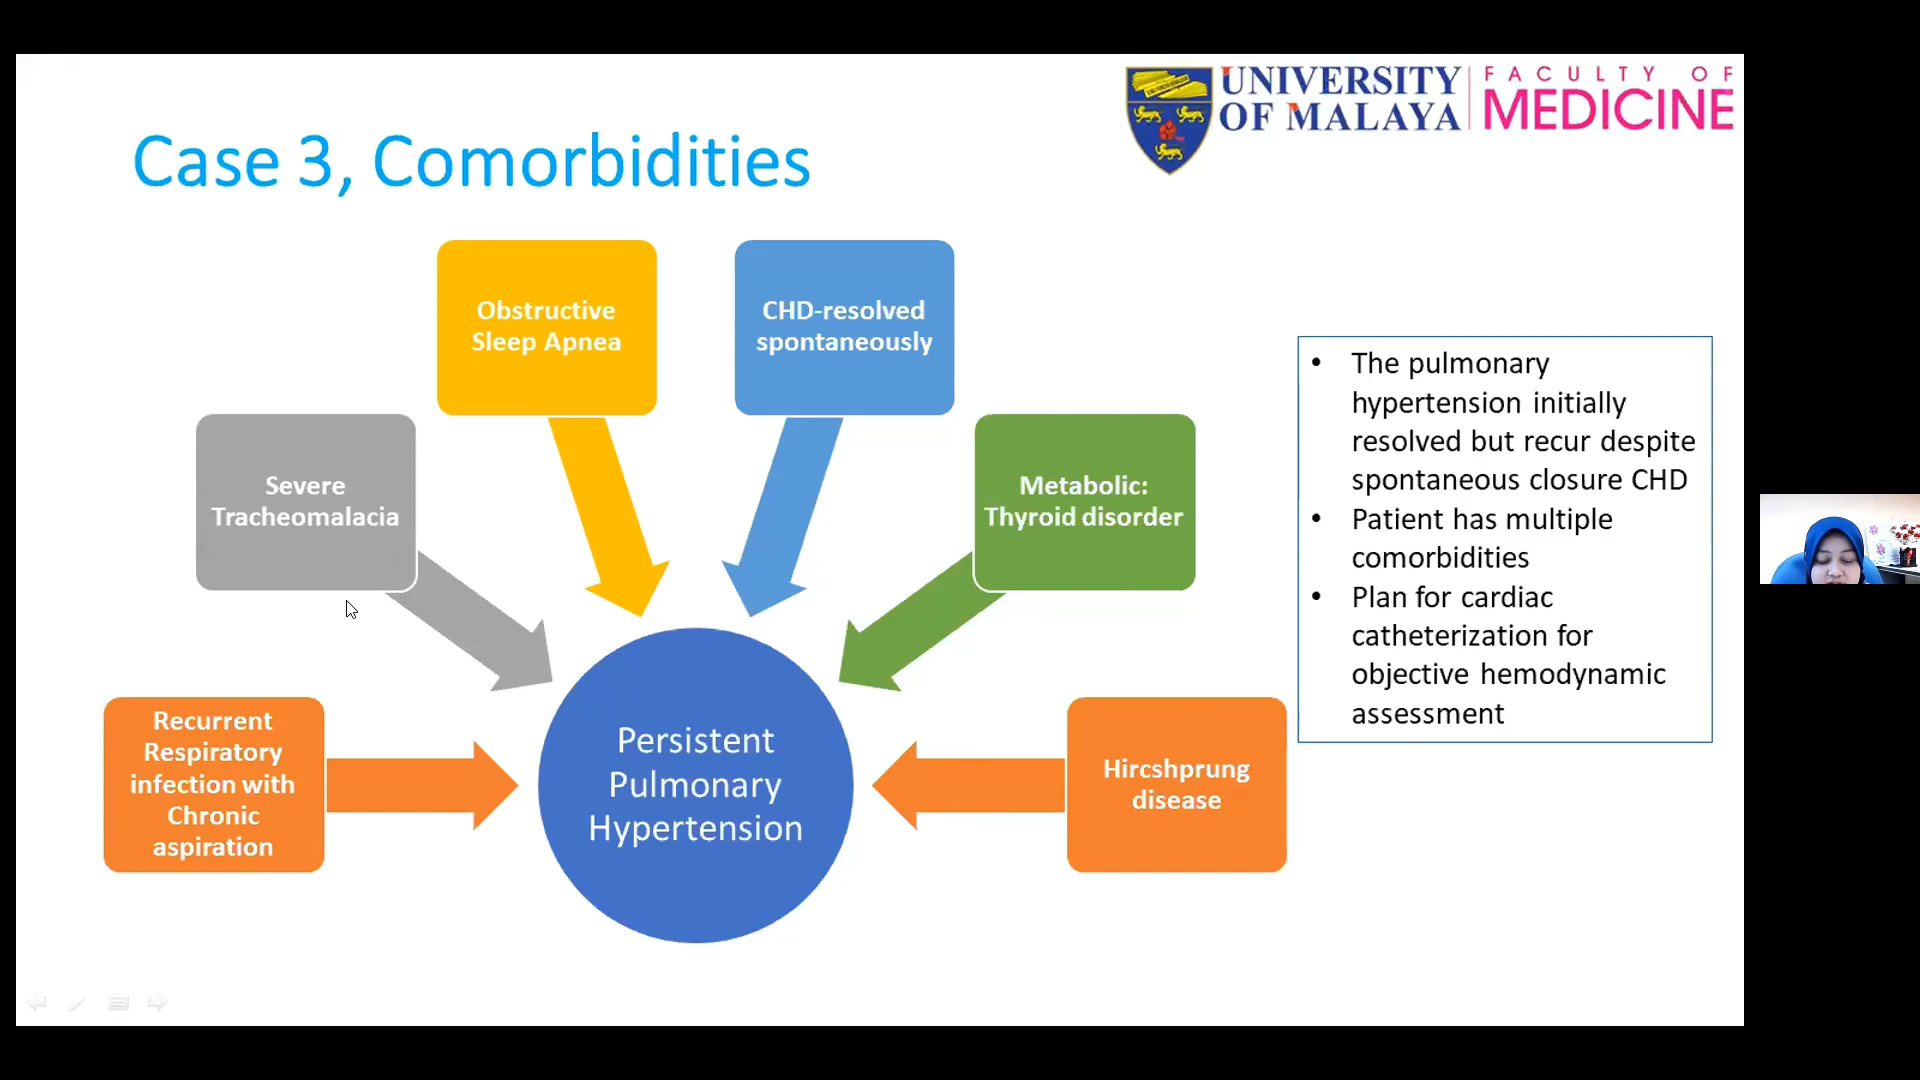 UNIVERSITY
OF MALAYA
FACULTY OF
MEDICINE
Case 3, Comorbidities
Obstructive
Sleep Apnea
CHD-resolved
spontaneously
Severe
Tracheomalacia
Metabolic:
Thyroid disorder
Recurrent
Respiratory
infection with
Chronic
aspiration
Persistent
Pulmonary
Hypertension
Hircshprung
disease
• The pulmonary
hypertension initially
resolved but recur despite
spontaneous closure CHD
• Patient has multiple
comorbidities
• Plan for cardiac
catheterization for
objective hemodynamic
assessment